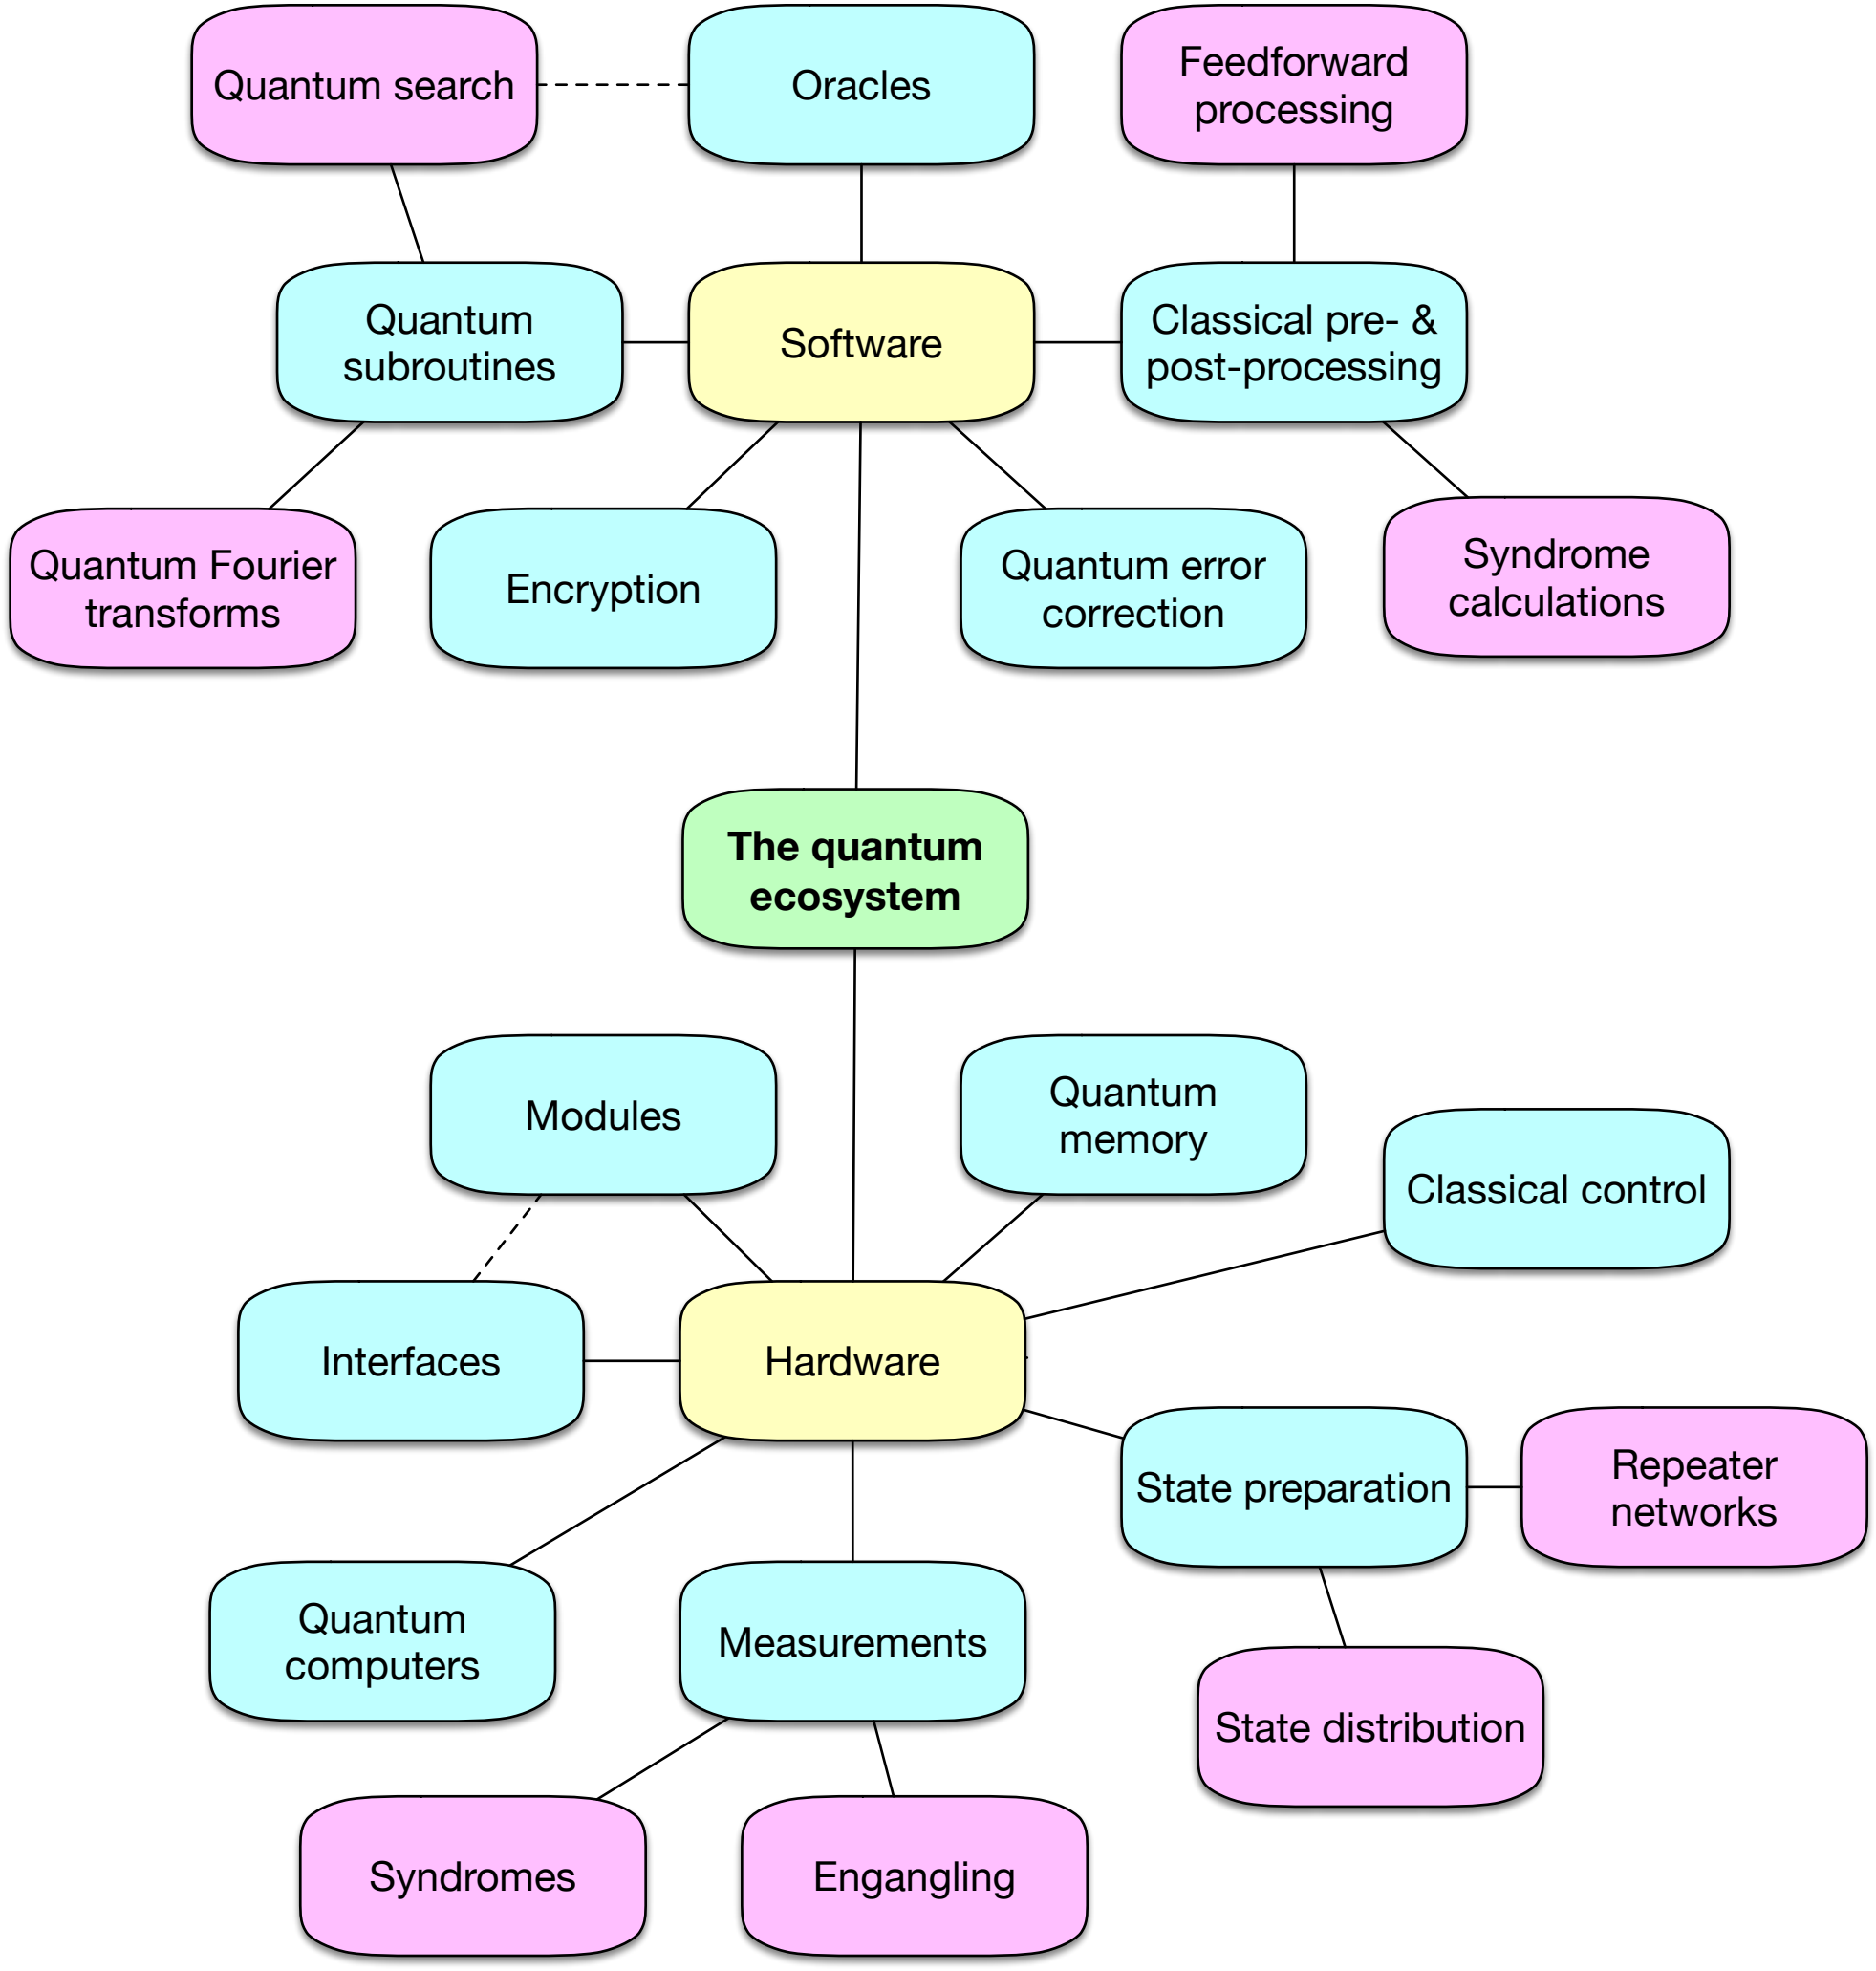 Quantum search
Oracles
Feedforward
processing
Quantum
subroutines
Software
Classical pre- &
post-processing
Quantum Fourier
transforms
Encryption
Quantum error
correction
Syndrome
calculations
The quantum
ecosystem
Modules
Quantum
memory
Classical control
Interfaces
Hardware
State preparation
Repeater
networks
Quantum
computers
Measurements
State distribution
Syndromes
Engangling